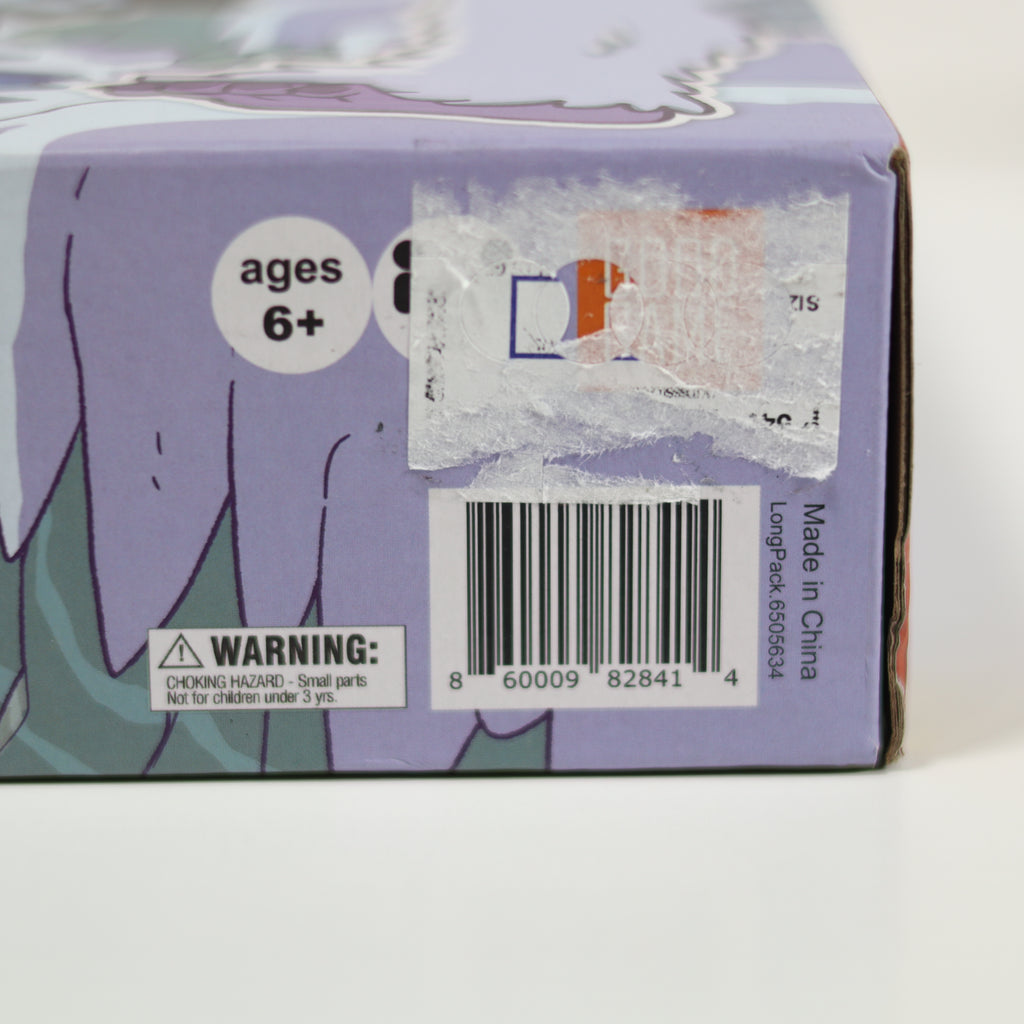 ages
6+
SIZ
WARNING:
CHOKING HAZARD - Small parts
Not for children under 3 yrs.
8 60009 82841 4
Made in China
LongPack.6505634